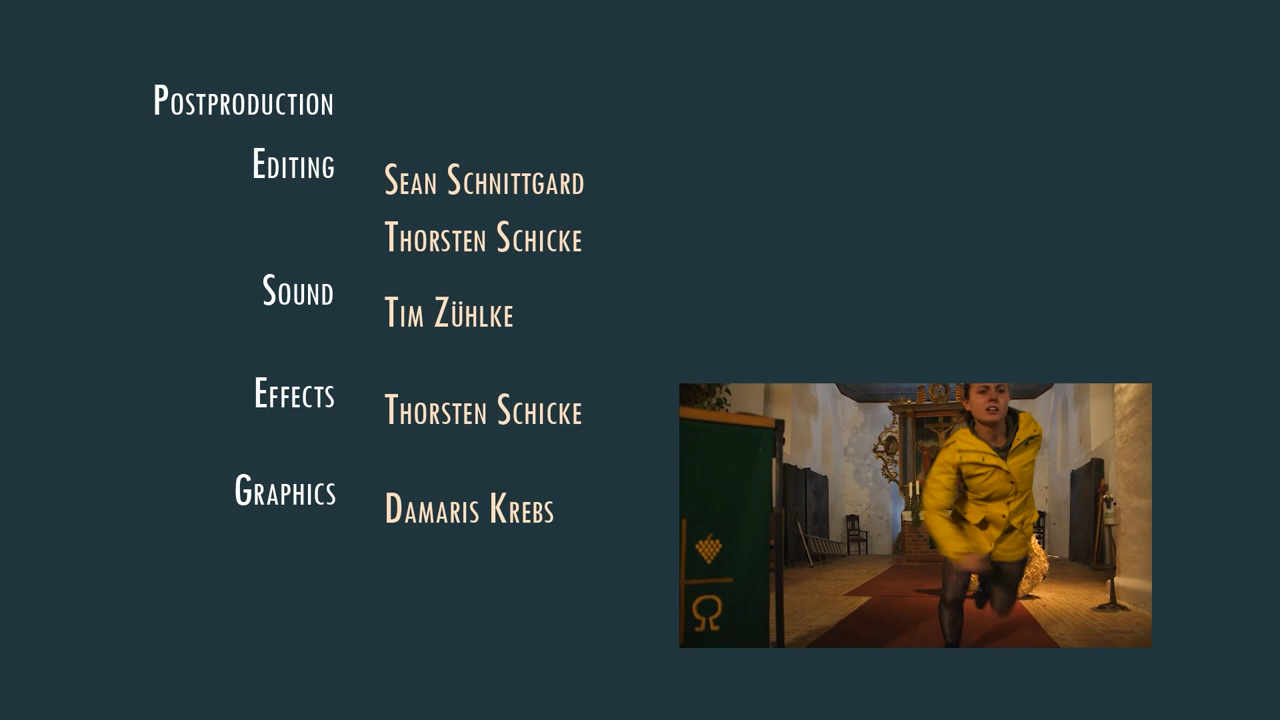 Postproduction
Editing
Sean Schnittgard
Thorsten Schicke
Sound
Tim Zühlke
Effects
Thorsten Schicke
Graphics
Damaris Krebs
Ω